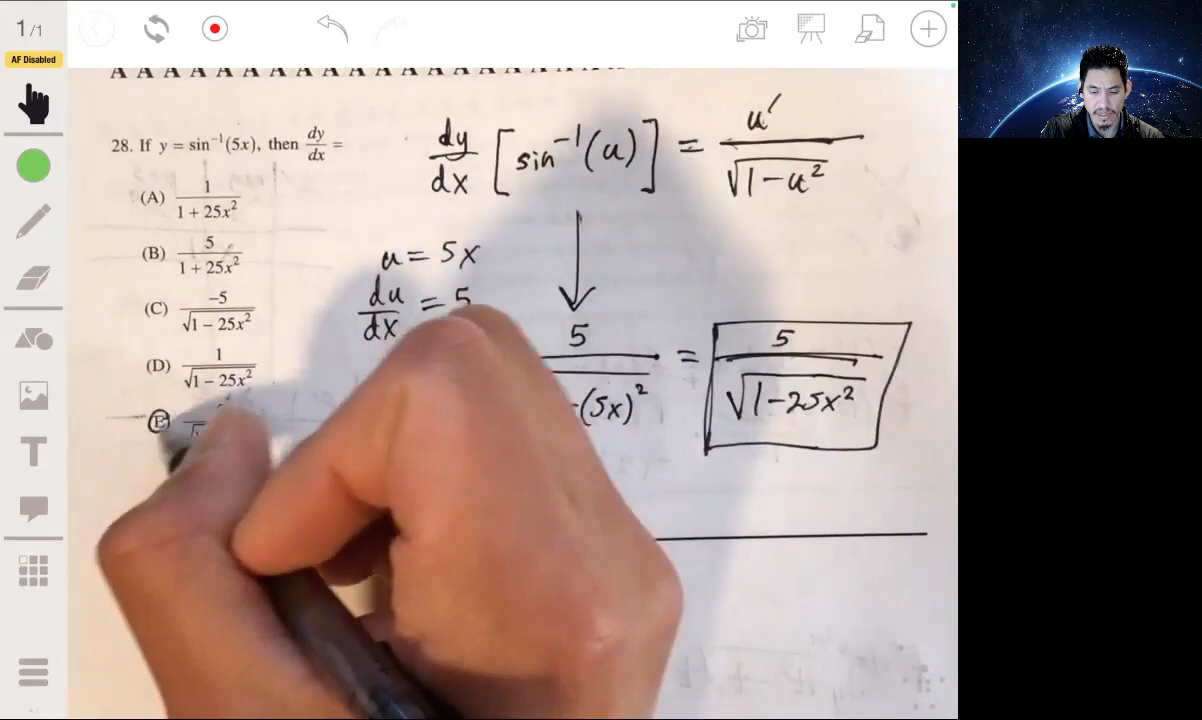 1/1
AF Disabled
A A A A A A A A A A A A A A A A A A A
28. If y = sin⁻¹(5x), then dy/dx =
(A) 1/(1 + 25x²)
(B) 5/(1 + 25x²)
(C) -5/√(1 − 25x²)
(D) 1/√(1 − 25x²)
(E)
dy/dx [sin⁻¹(u)] = u′/√(1−u²)
u = 5x
du/dx = 5
5/ -(5x)² = 5/√(1−25x²)
T